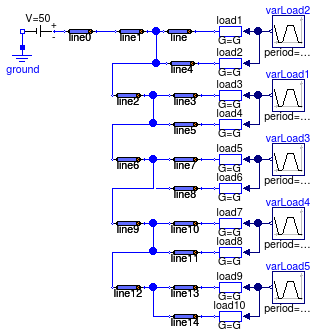 V=50
+
-
ground
line0
line1
line
load1
G=G
varLoad2
period=...
line4
load2
G=G
line2
line3
load3
G=G
varLoad1
period=...
line5
load4
G=G
line6
line7
load5
G=G
varLoad3
period=...
line8
load6
G=G
line9
line10
load7
G=G
varLoad4
period=...
line11
load8
G=G
line12
line13
load9
G=G
varLoad5
period=...
line14
load10
G=G